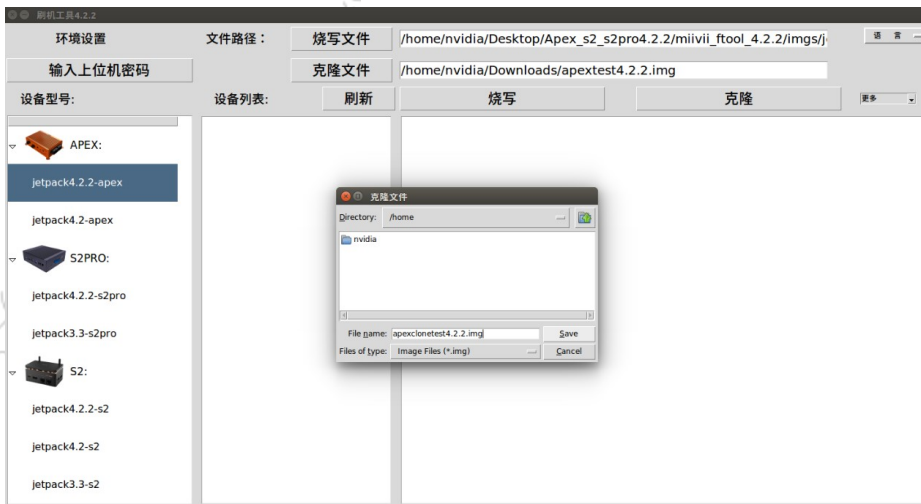 刷机工具4.2.2
环境设置 文件路径： 烧写文件 /home/nvidia/Desktop/Apex_s2_s2pro4.2.2/miivii_ftool_4.2.2/imgs/j 语 言
输入上位机密码 克隆文件 /home/nvidia/Downloads/apextest4.2.2.img
设备型号: 设备列表: 刷新 烧写 克隆 更多
APEX:
jetpack4.2.2-apex
jetpack4.2-apex
S2PRO:
jetpack4.2.2-s2pro
jetpack3.3-s2pro
S2:
jetpack4.2.2-s2
jetpack4.2-s2
jetpack3.3-s2
克隆文件
Directory: /home
nvidia
File name: apexclonetest4.2.2.img Save
Files of type: Image Files (*.img) Cancel